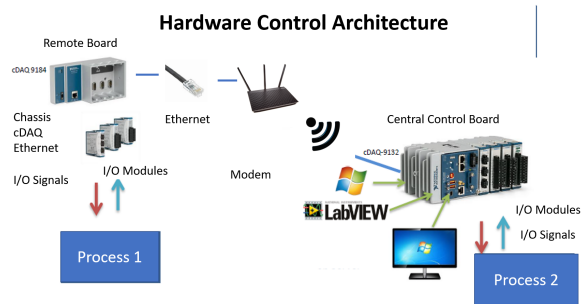 Hardware Control Architecture
Remote Board
cDAQ 9184
Ethernet
Chassis
cDAQ
Ethernet
I/O Modules
I/O Signals
Modem
Process 1
Central Control Board
cDAQ-9132
LabVIEW
I/O Modules
I/O Signals
Process 2